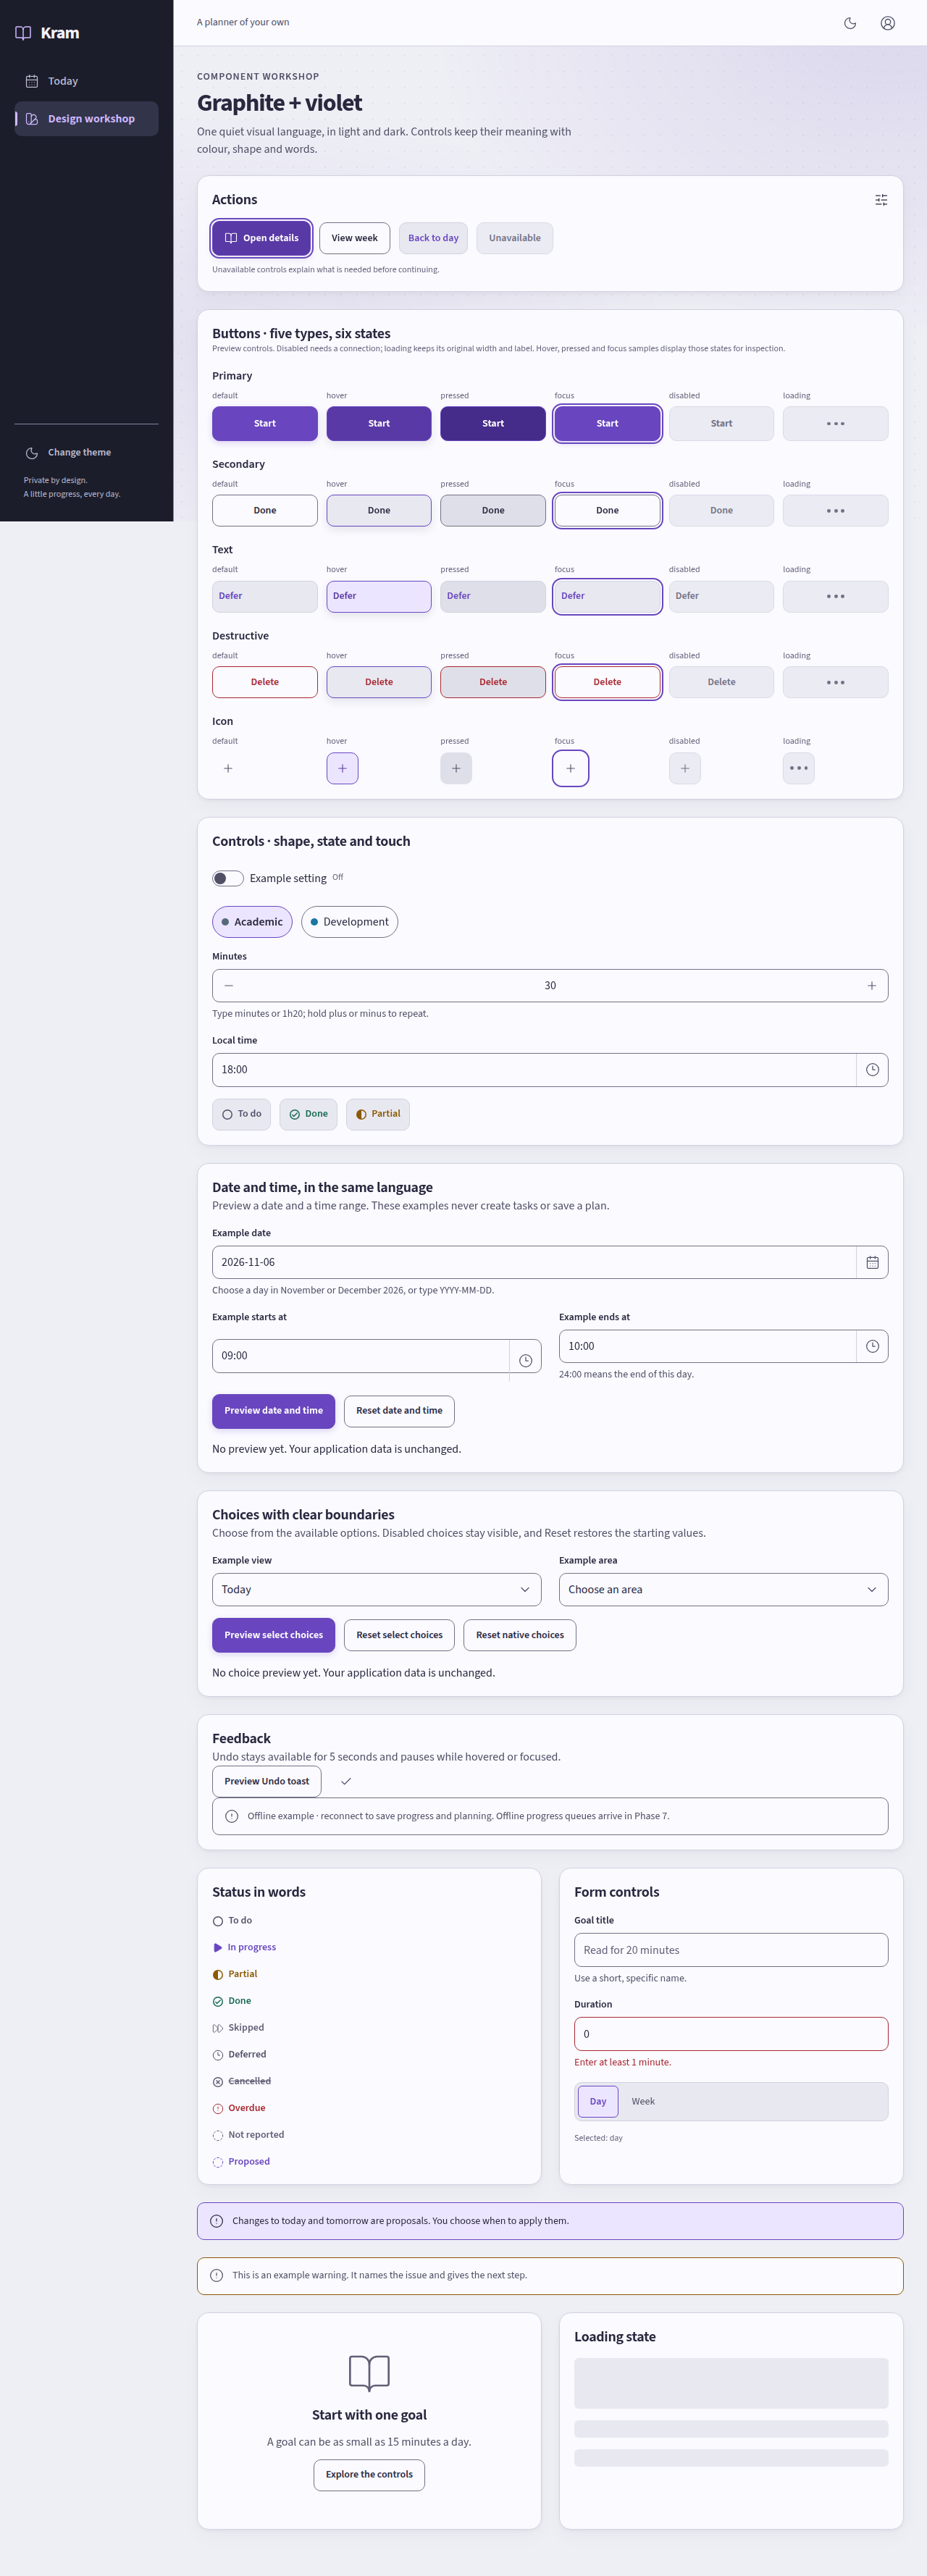 Kram
A planner of your own
Today
Design workshop
Change theme
Private by design.
A little progress, every day.
COMPONENT WORKSHOP
Graphite + violet
One quiet visual language, in light and dark. Controls keep their meaning with
colour, shape and words.
Actions
Open details View week Back to day Unavailable
Unavailable controls explain what is needed before continuing.
Buttons · five types, six states
Preview controls. Disabled needs a connection; loading keeps its original width and label. Hover, pressed and focus samples display those states for inspection.
Primary
default hover pressed focus disabled loading
Start Start Start Start Start
Secondary
default hover pressed focus disabled loading
Done Done Done Done Done
Text
default hover pressed focus disabled loading
Defer Defer Defer Defer Defer
Destructive
default hover pressed focus disabled loading
Delete Delete Delete Delete Delete
Icon
default hover pressed focus disabled loading
Controls · shape, state and touch
Example setting Off
Academic Development
Minutes
30
Type minutes or 1h20; hold plus or minus to repeat.
Local time
18:00
To do Done Partial
Date and time, in the same language
Preview a date and a time range. These examples never create tasks or save a plan.
Example date
2026-11-06
Choose a day in November or December 2026, or type YYYY-MM-DD.
Example starts at Example ends at
09:00 10:00
24:00 means the end of this day.
Preview date and time Reset date and time
No preview yet. Your application data is unchanged.
Choices with clear boundaries
Choose from the available options. Disabled choices stay visible, and Reset restores the starting values.
Example view Example area
Today Choose an area
Preview select choices Reset select choices Reset native choices
No choice preview yet. Your application data is unchanged.
Feedback
Undo stays available for 5 seconds and pauses while hovered or focused.
Preview Undo toast
Offline example · reconnect to save progress and planning. Offline progress queues arrive in Phase 7.
Status in words
To do
In progress
Partial
Done
Skipped
Deferred
Cancelled
Overdue
Not reported
Proposed
Form controls
Goal title
Read for 20 minutes
Use a short, specific name.
Duration
0
Enter at least 1 minute.
Day Week
Selected: day
Changes to today and tomorrow are proposals. You choose when to apply them.
This is an example warning. It names the issue and gives the next step.
Start with one goal
A goal can be as small as 15 minutes a day.
Explore the controls
Loading state